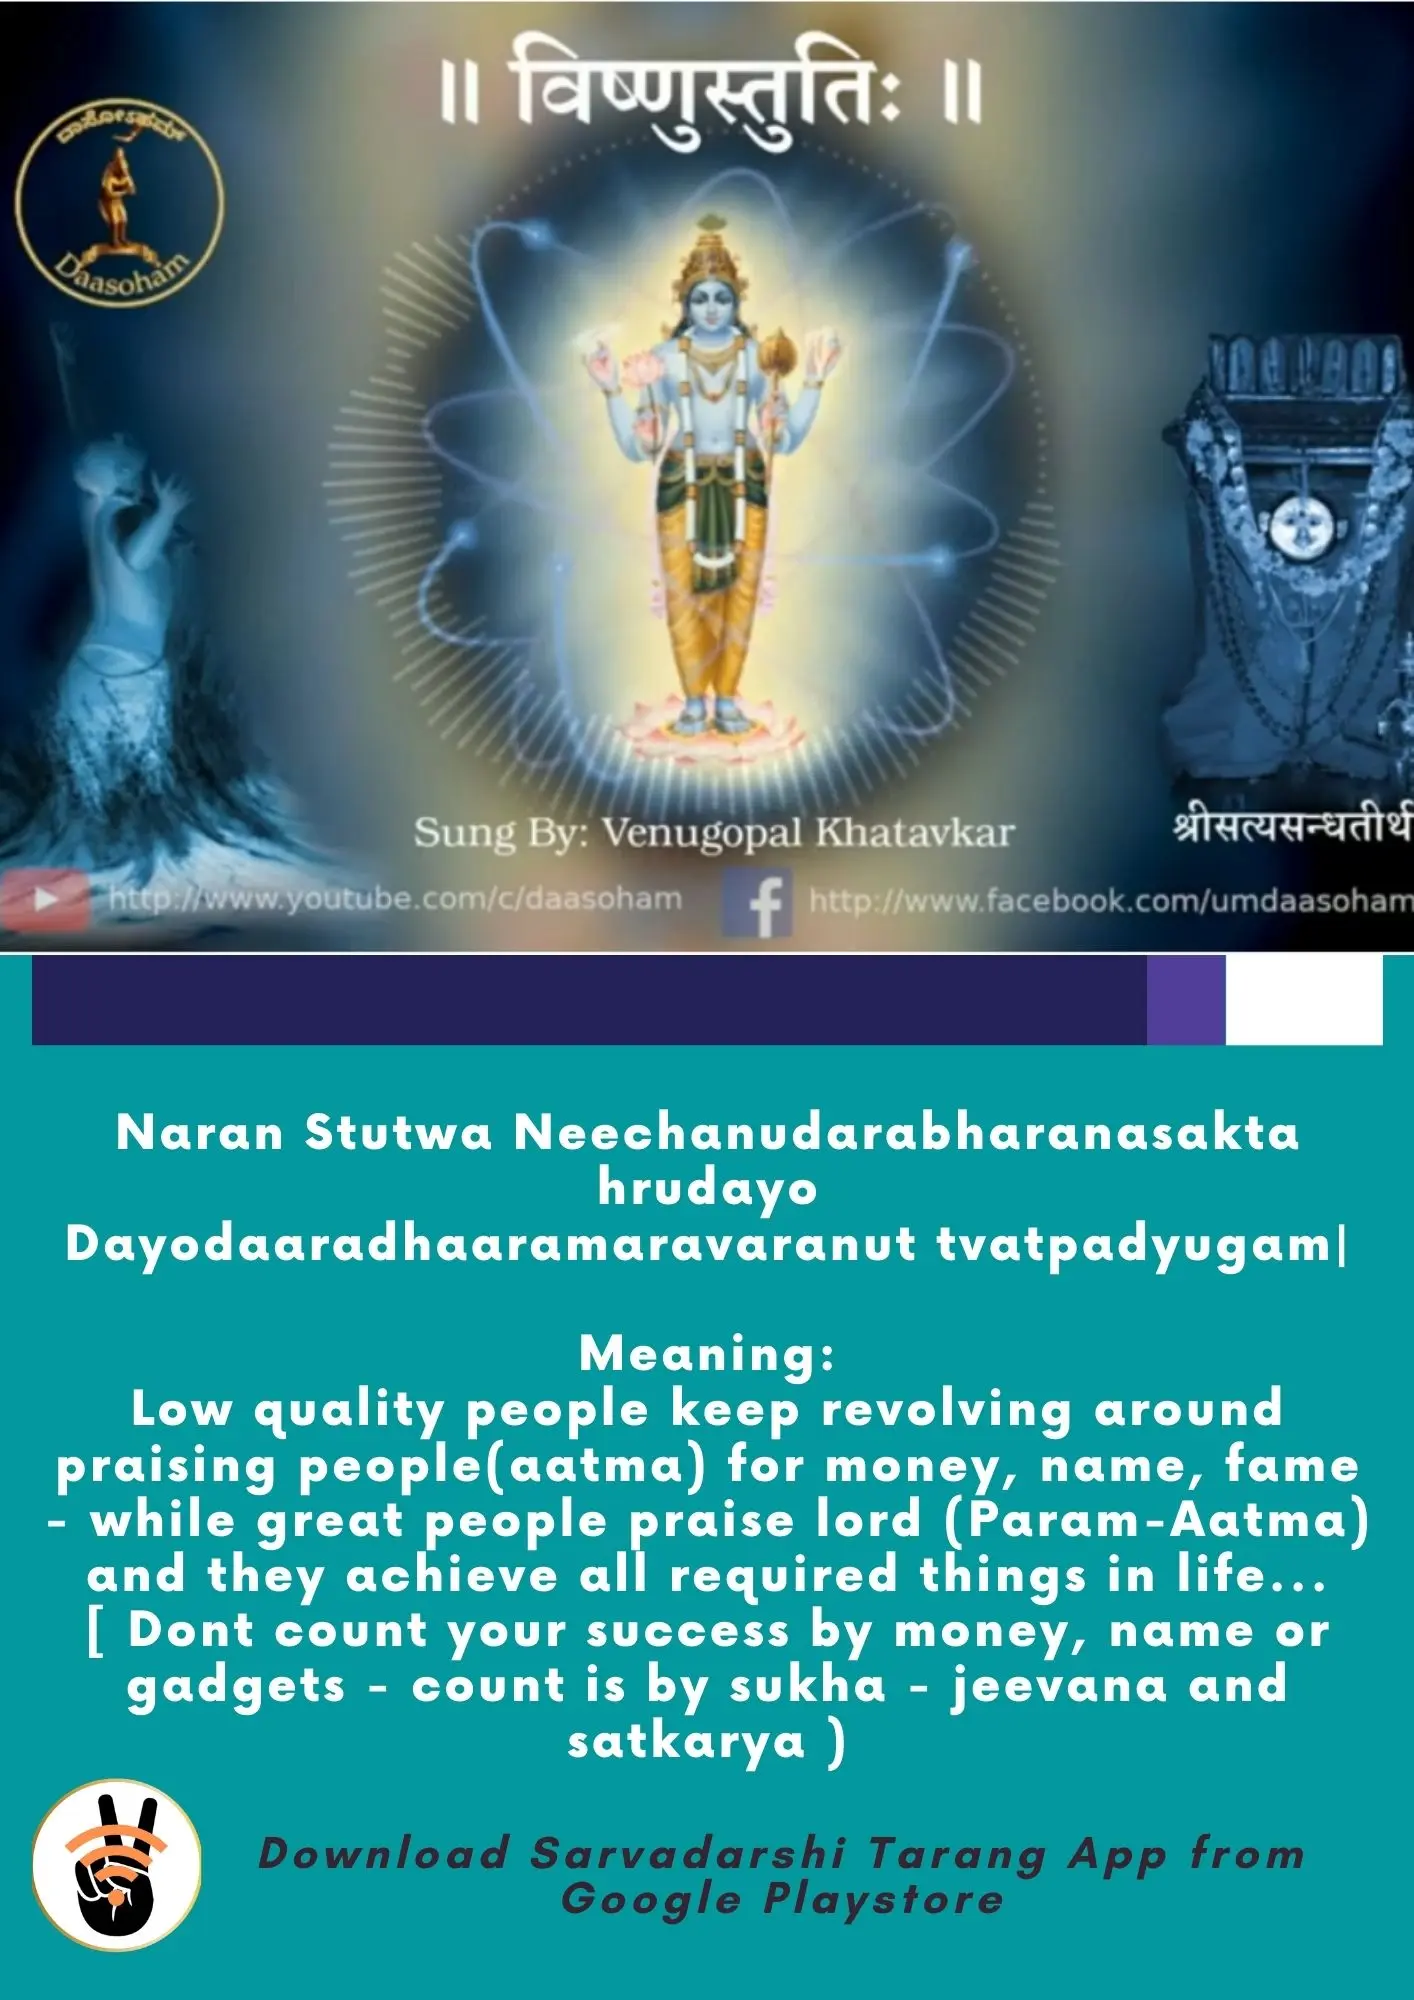 ॥ विष्णुस्तुतिः ॥
ದಾಸೋಽಹಮ್
Daasoham
Sung By: Venugopal Khatavkar
श्रीसत्यसन्धतीर्थ
http://www.youtube.com/c/daasoham
http://www.facebook.com/umdaasoham
Naran Stutwa Neechanudarabharanasakta
hrudayo
Dayodaaradhaaramaravaranut tvatpadyugam|
Meaning:
Low quality people keep revolving around
praising people(aatma) for money, name, fame
- while great people praise lord (Param-Aatma)
and they achieve all required things in life...
[ Dont count your success by money, name or
gadgets - count is by sukha - jeevana and
satkarya )
Download Sarvadarshi Tarang App from
Google Playstore